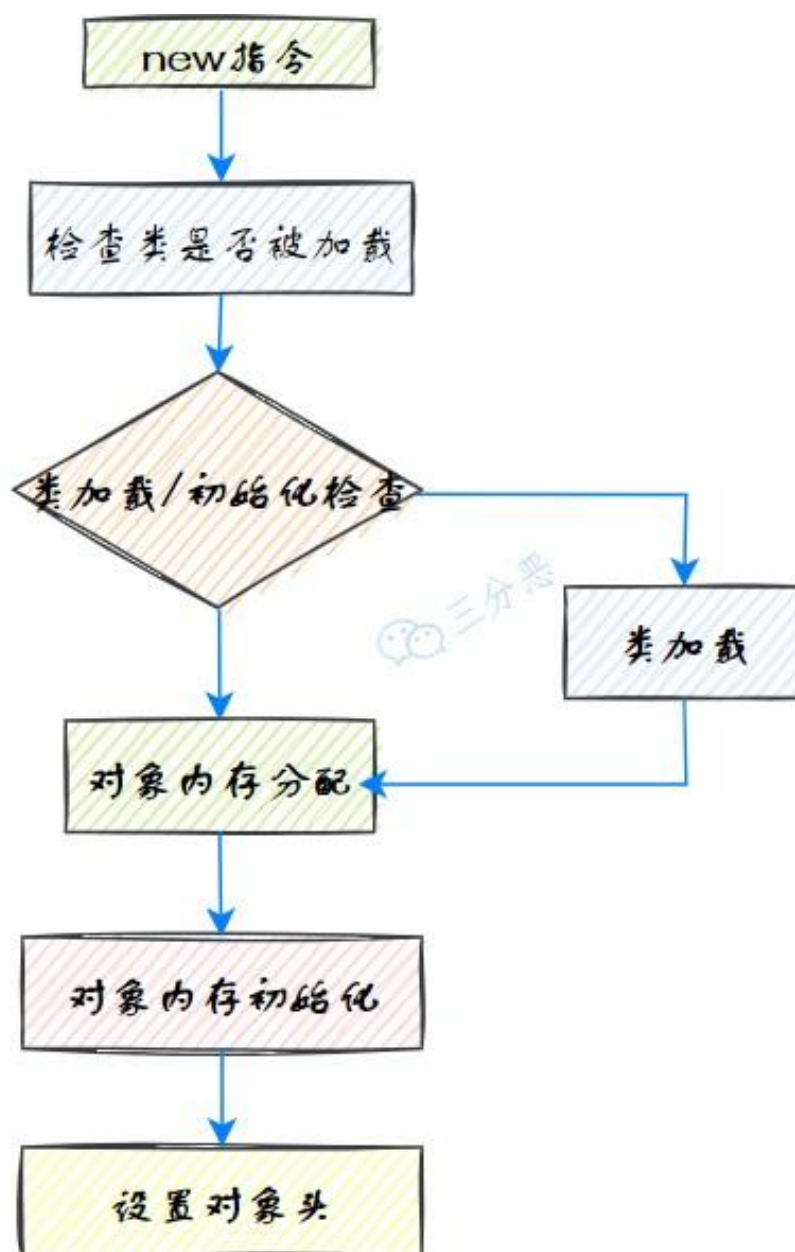 new指令
检查类是否被加载
类加载/初始化检查
三分恶
类加载
对象内存分配
对象内存初始化
设置对象头